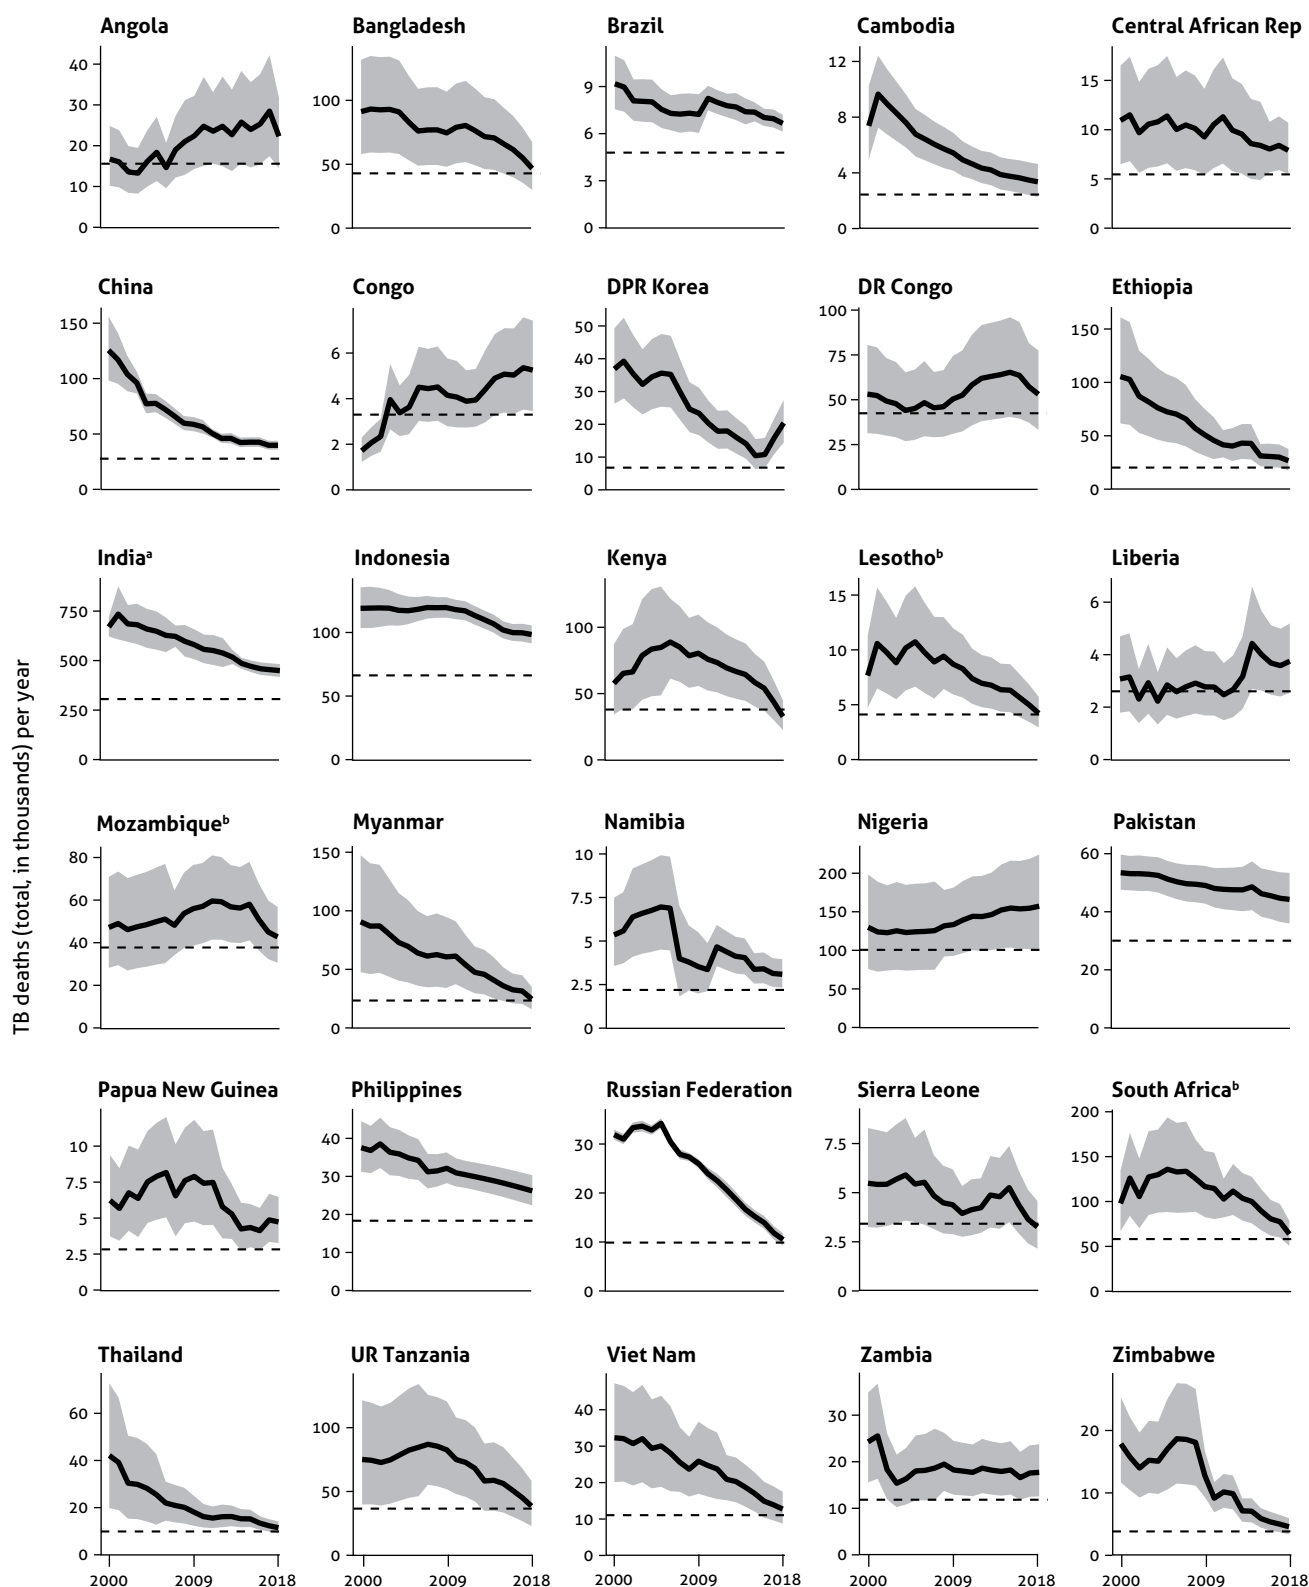 Angola Bangladesh Brazil Cambodia Central African Rep
40 100 9 12 15
30 50 6 8 10
20 0 3 4 5
10 0 0 0
0
China Congo DPR Korea DR Congo Ethiopia
150 6 50 100 150
100 4 40 75 100
50 2 30 50 50
0 0 20 25 0
10 0
0
Indiaᵃ Indonesia Kenya Lesothoᵇ Liberia
750 100 100 15 6
500 50 50 10 4
250 0 0 5 2
0 0 0
TB deaths (total, in thousands) per year
Mozambiqueᵇ Myanmar Namibia Nigeria Pakistan
80 150 10 200 60
60 100 7.5 150 40
40 50 5 100 20
20 0 2.5 50 0
0 0 0
Papua New Guinea Philippines Russian Federation Sierra Leone South Africaᵇ
10 40 30 7.5 200
7.5 30 20 5 150
5 20 10 2.5 100
2.5 10 0 0 50
0 0 0
Thailand UR Tanzania Viet Nam Zambia Zimbabwe
60 100 40 30 20
40 50 30 20 10
20 0 20 10 0
0 10 0
0
2000 2009 2018 2000 2009 2018 2000 2009 2018 2000 2009 2018 2000 2009 2018